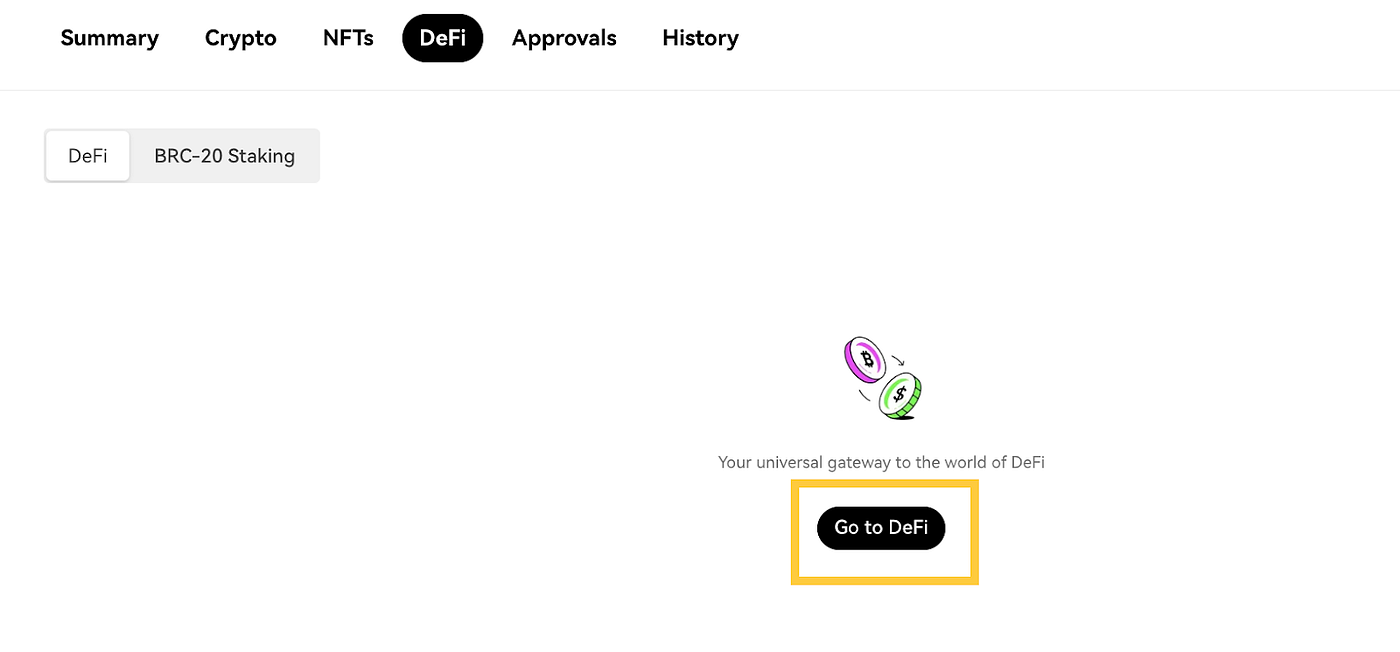 Summary Crypto NFTs DeFi Approvals History
DeFi BRC-20 Staking
Your universal gateway to the world of DeFi
Go to DeFi